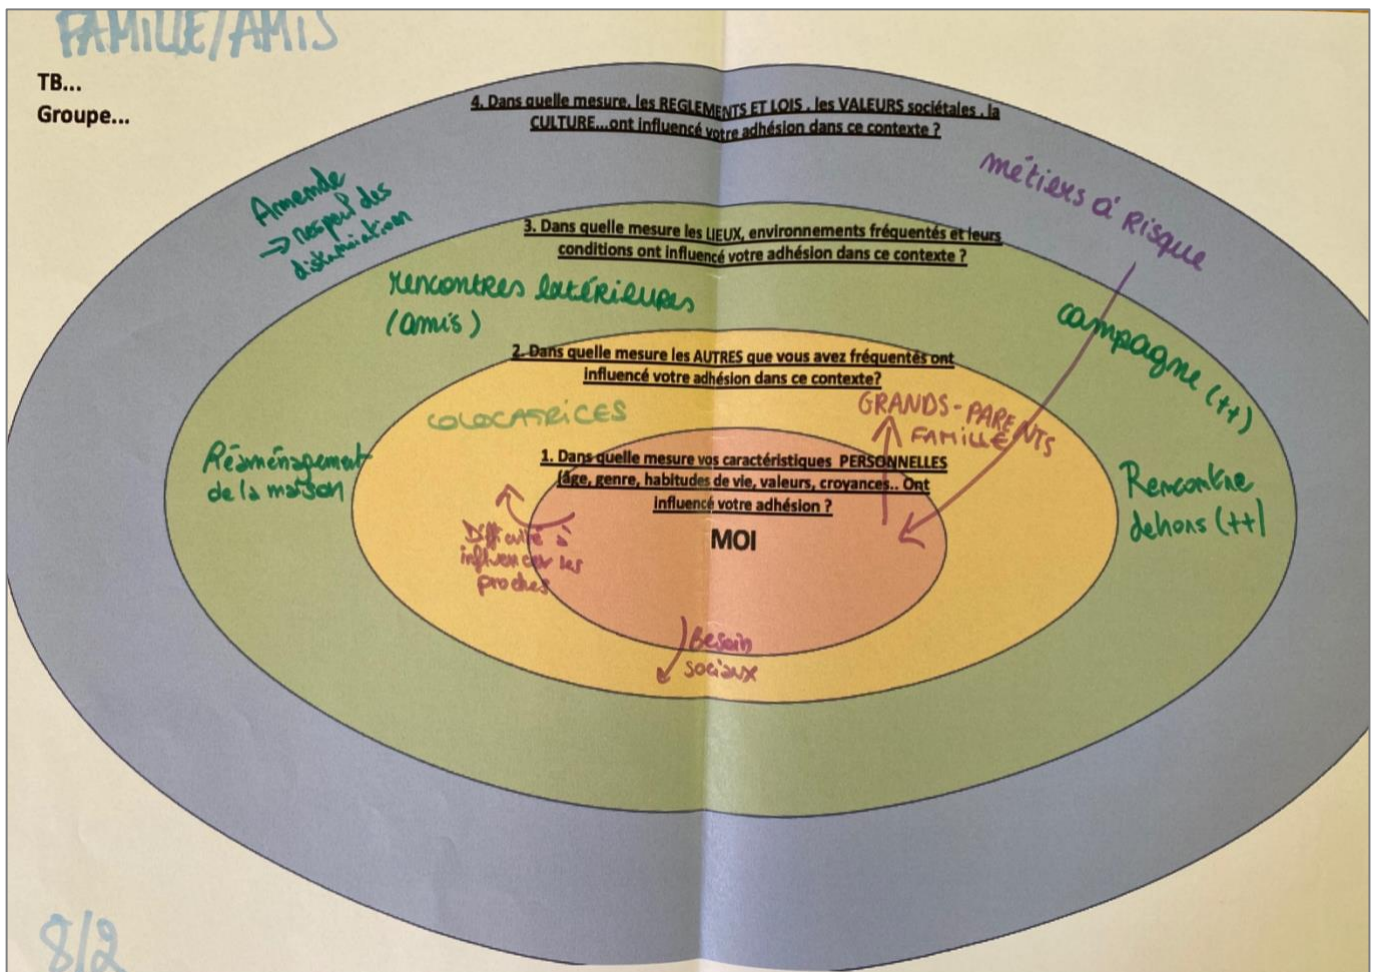 FAMILLE/AMIS
TB...
Groupe...
4. Dans quelle mesure, les REGLEMENTS ET LOIS , les VALEURS sociétales , la
CULTURE...ont influencé votre adhésion dans ce contexte ?
métiers à Risque
Amende
→ respect des
distanciation
3. Dans quelle mesure les LIEUX, environnements fréquentés et leurs
conditions ont influencé votre adhésion dans ce contexte ?
rencontres extérieures
(amis)
campagne (++)
2. Dans quelle mesure les AUTRES que vous avez fréquentés ont
influencé votre adhésion dans ce contexte?
COLOCATRICES
GRANDS-PARENTS
FAMILLE
Réaménagement
de la maison
1. Dans quelle mesure vos caractéristiques PERSONNELLES
(âge, genre, habitudes de vie, valeurs, croyances.. Ont
influencé votre adhésion ?
MOI
Rencontre
dehors (++)
Difficulté à
influencer les
proches
Besoin
sociaux
8/2